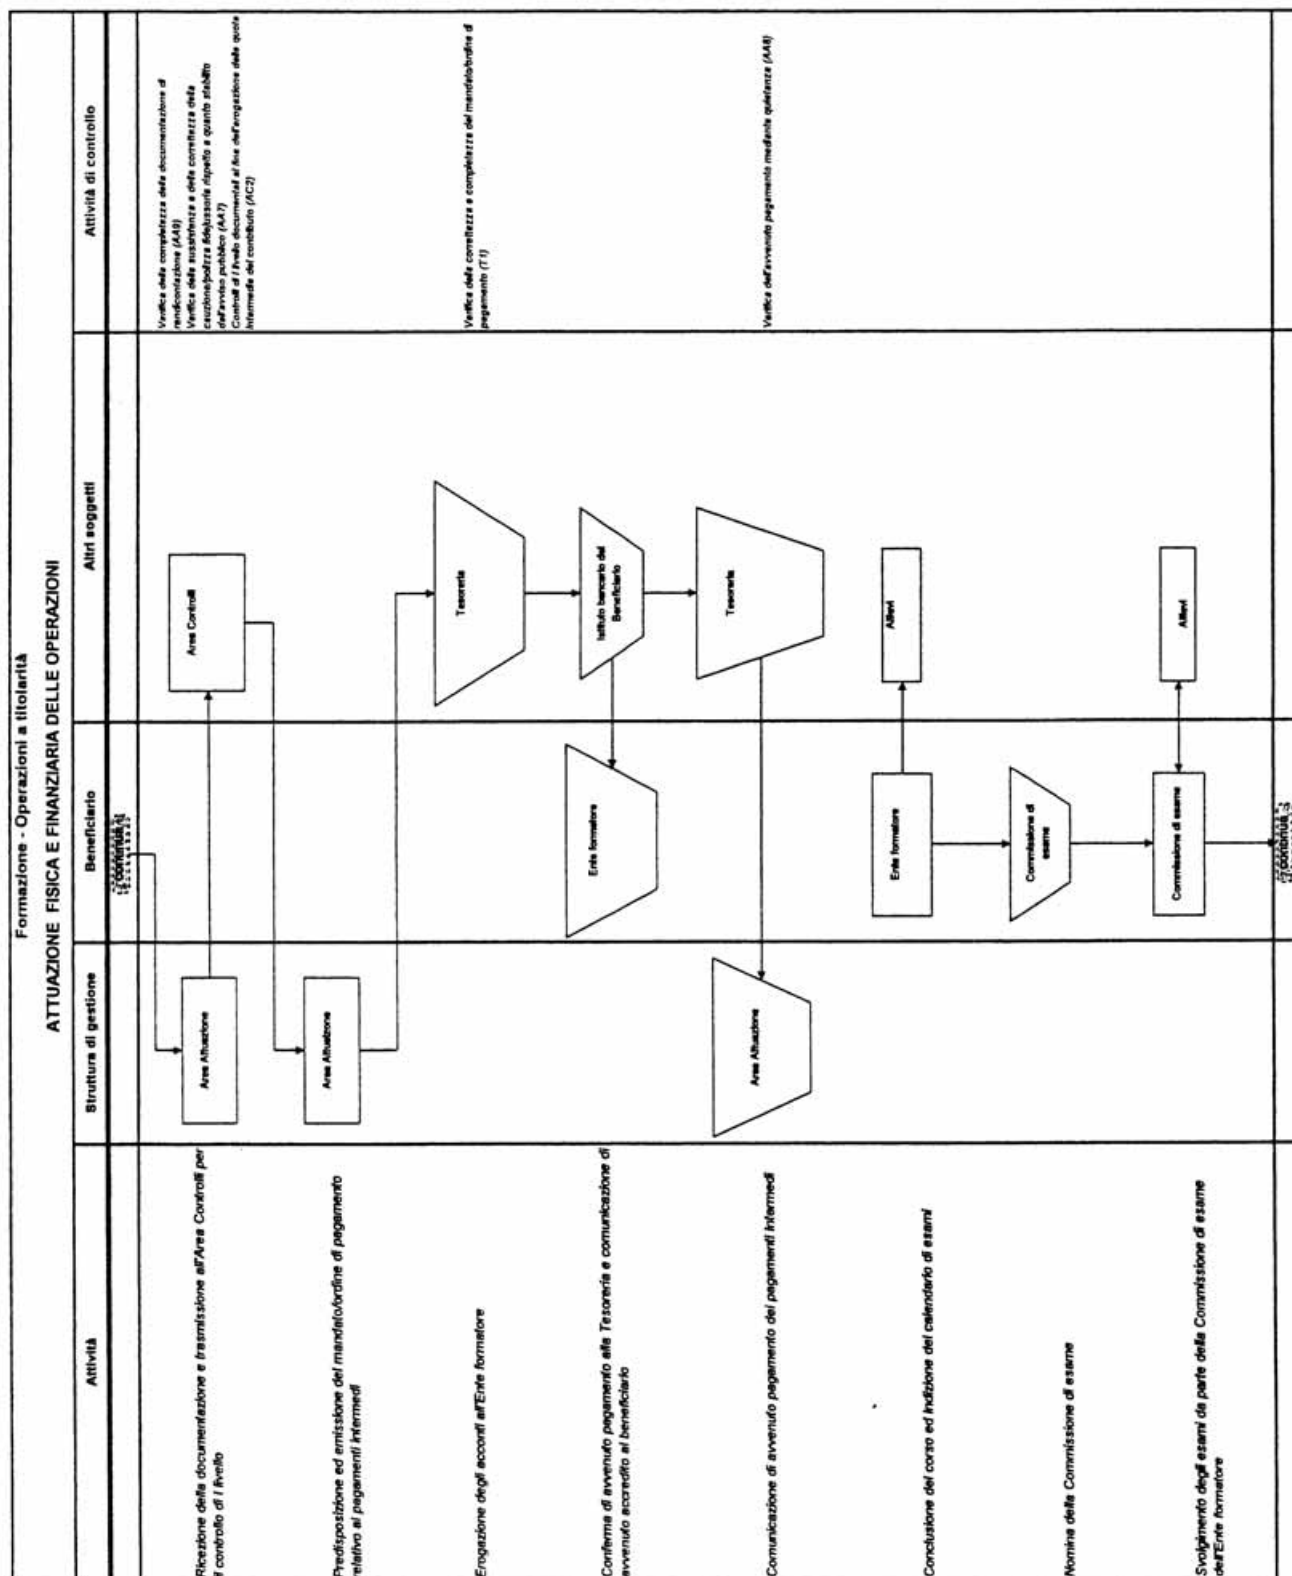 Formazione - Operazioni a titolarità
ATTUAZIONE FISICA E FINANZIARIA DELLE OPERAZIONI
Attività
Struttura di gestione
Beneficiario
Altri soggetti
Attività di controllo
continua
Ricezione della documentazione e trasmissione all'Area Controlli per
il controllo di I livello
Area Attuazione
Area Controlli
Verifica della completezza della documentazione di
rendicontazione (AA9)
Verifica della sussistenza e della correttezza della
cauzione/polizza fidejussoria rispetto a quanto stabilito
dall'avviso pubblico (AA7)
Controlli di I livello documentali al fine dell'erogazione delle quote
intermedie del contributo (AC2)
Predisposizione ed emissione del mandato/ordine di pagamento
relativo ai pagamenti intermedi
Area Attuazione
Erogazione degli acconti all'Ente formatore
Tesoreria
Verifica della correttezza e completezza del mandato/ordine di
pagamento (T1)
Conferma di avvenuto pagamento alla Tesoreria e comunicazione di
avvenuto accredito al beneficiario
Ente formatore
Istituto bancario del
Beneficiario
Comunicazione di avvenuto pagamento dei pagamenti intermedi
Area Attuazione
Tesoreria
Verifica dell'avvenuto pagamento mediante quietanza (AA8)
Conclusione del corso ed indizione del calendario di esami
Ente formatore
Allievi
Nomina della Commissione di esame
Commissione di
esame
Svolgimento degli esami da parte della Commissione di esame
dell'Ente formatore
Commissione di esame
Allievi
continua